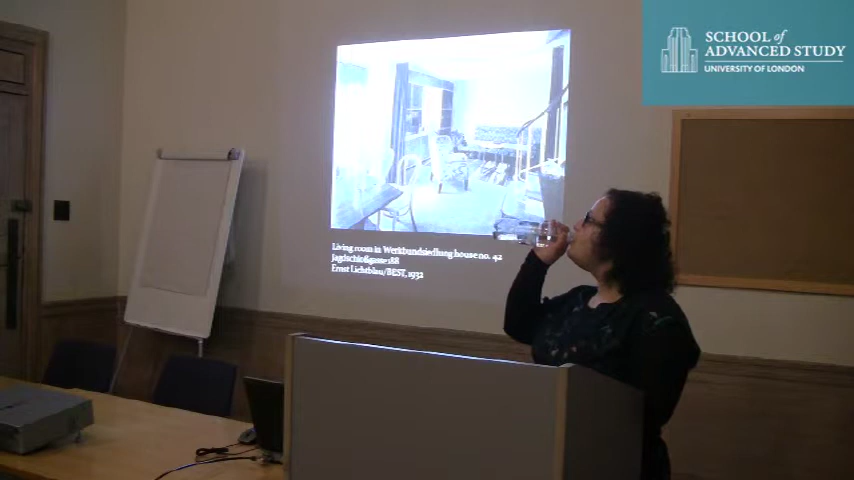 SCHOOL of
ADVANCED STUDY
UNIVERSITY OF LONDON
Living room in Werkbundsiedlung house no. 42
Jagdschloßgasse 88
Ernst Lichtblau/BEST, 1932